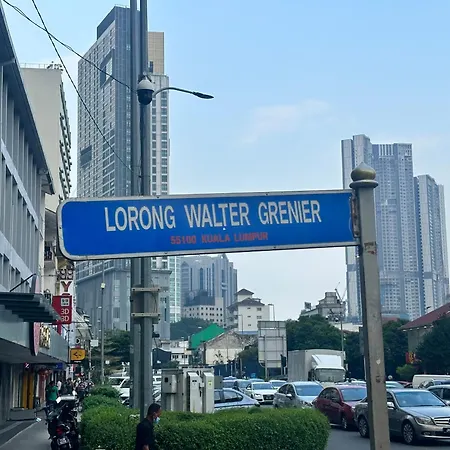 LORONG WALTER GRENIER
55100 KUALA LUMPUR